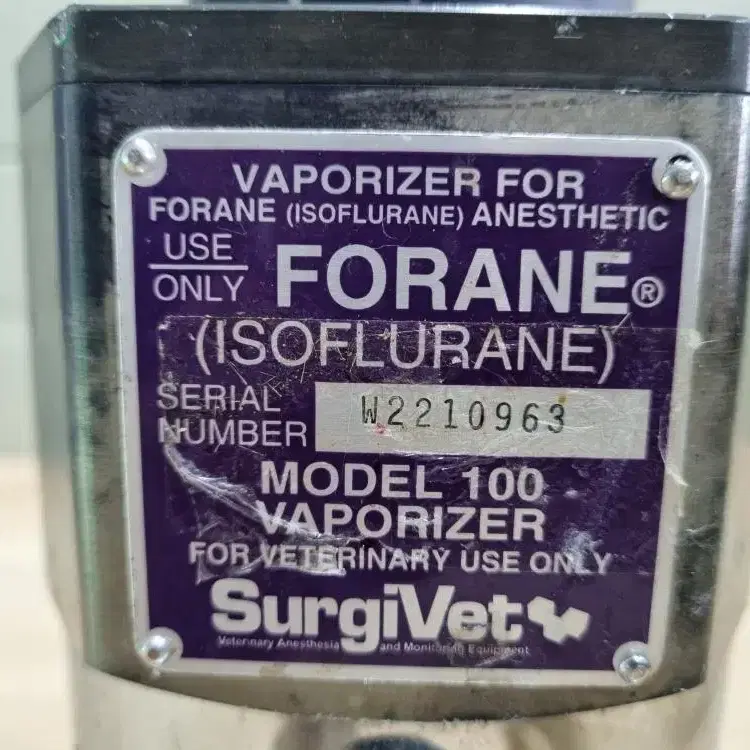 VAPORIZER FOR
FORANE (ISOFLURANE) ANESTHETIC
USE
ONLY FORANE®
(ISOFLURANE)
SERIAL
NUMBER W2210963
MODEL 100
VAPORIZER
FOR VETERINARY USE ONLY
SurgiVet
Veterinary Anesthesia and Monitoring Equipment